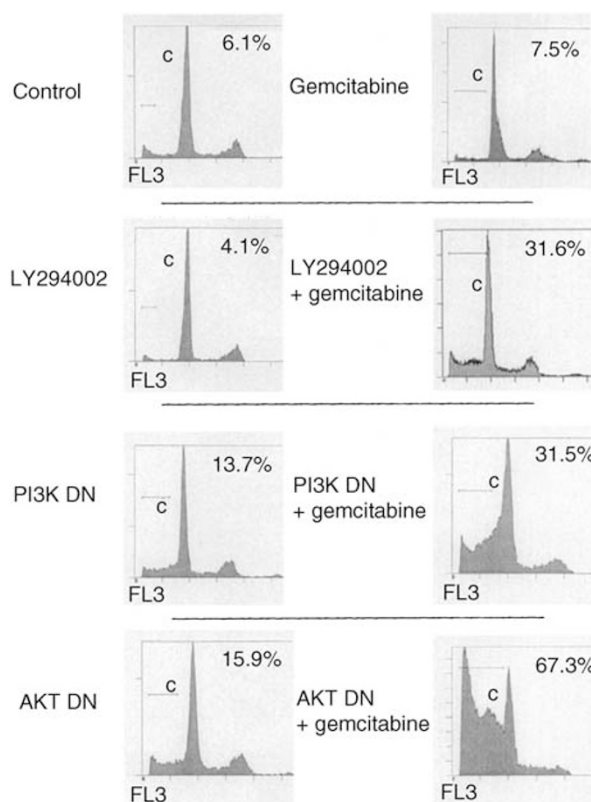 6.1%
C
Control
FL3
Gemcitabine
7.5%
C
FL3
4.1%
C
LY294002
FL3
LY294002
+ gemcitabine
31.6%
C
FL3
13.7%
C
PI3K DN
FL3
PI3K DN
+ gemcitabine
31.5%
C
FL3
15.9%
C
AKT DN
FL3
AKT DN
+ gemcitabine
67.3%
C
FL3